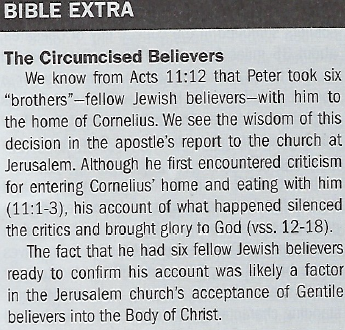 BIBLE EXTRA
The Circumcised Believers
We know from Acts 11:12 that Peter took six
“brothers”—fellow Jewish believers—with him to
the home of Cornelius. We see the wisdom of this
decision in the apostle’s report to the church at
Jerusalem. Although he first encountered criticism
for entering Cornelius’ home and eating with him
(11:1-3), his account of what happened silenced
the critics and brought glory to God (vss. 12-18).
The fact that he had six fellow Jewish believers
ready to confirm his account was likely a factor
in the Jerusalem church’s acceptance of Gentile
believers into the Body of Christ.